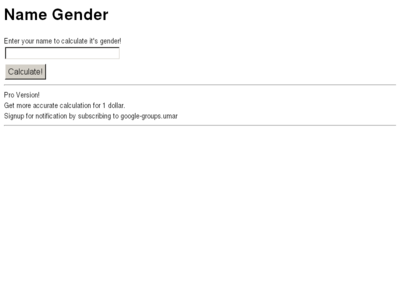 Name Gender
Enter your name to calculate it's gender!
Calculate!
Pro Version!
Get more accurate calculation for 1 dollar.
Signup for notification by subscribing to google-groups.umar